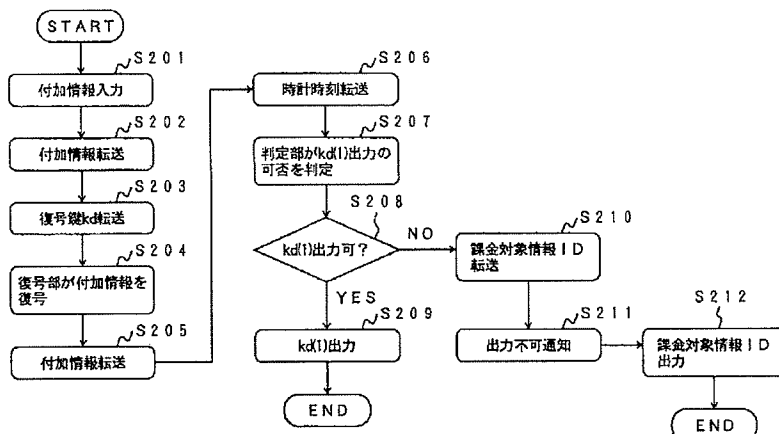 START
S201
付加情報入力
S202
付加情報転送
S203
復号鍵kd転送
S204
復号部が付加情報を
復号
S205
付加情報転送
S206
時計時刻転送
S207
判定部がkd(i)出力の
可否を判定
S208
kd(i)出力可?
NO
YES
S209
kd(i)出力
END
S210
課金対象情報ID
転送
S211
出力不可通知
S212
課金対象情報ID
出力
END